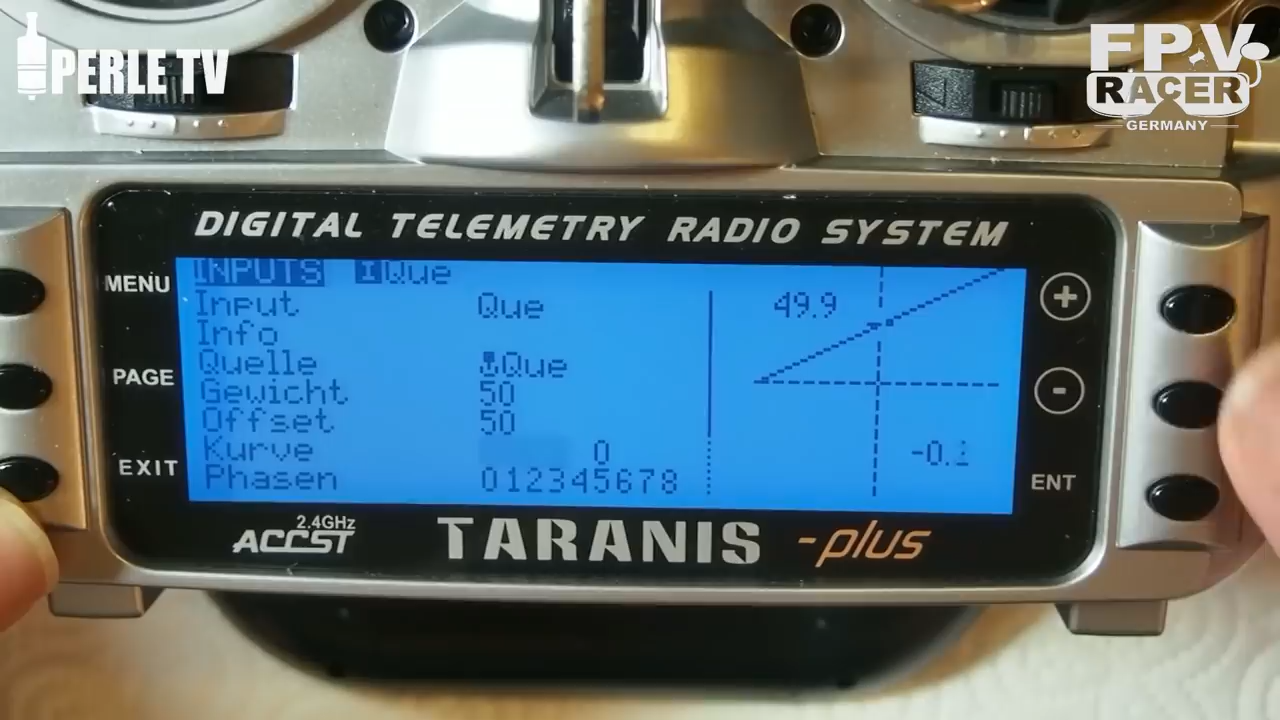 PERLE TV
FPV
RACER
GERMANY
DIGITAL TELEMETRY RADIO SYSTEM
MENU
PAGE
EXIT
INPUTS IQue
Input Que
Info
Quelle Que
Gewicht 50
Offset 50
Kurve 0
Phasen 012345678
49.9
+
-
ENT
2.4GHz
ACCST
TARANIS -plus